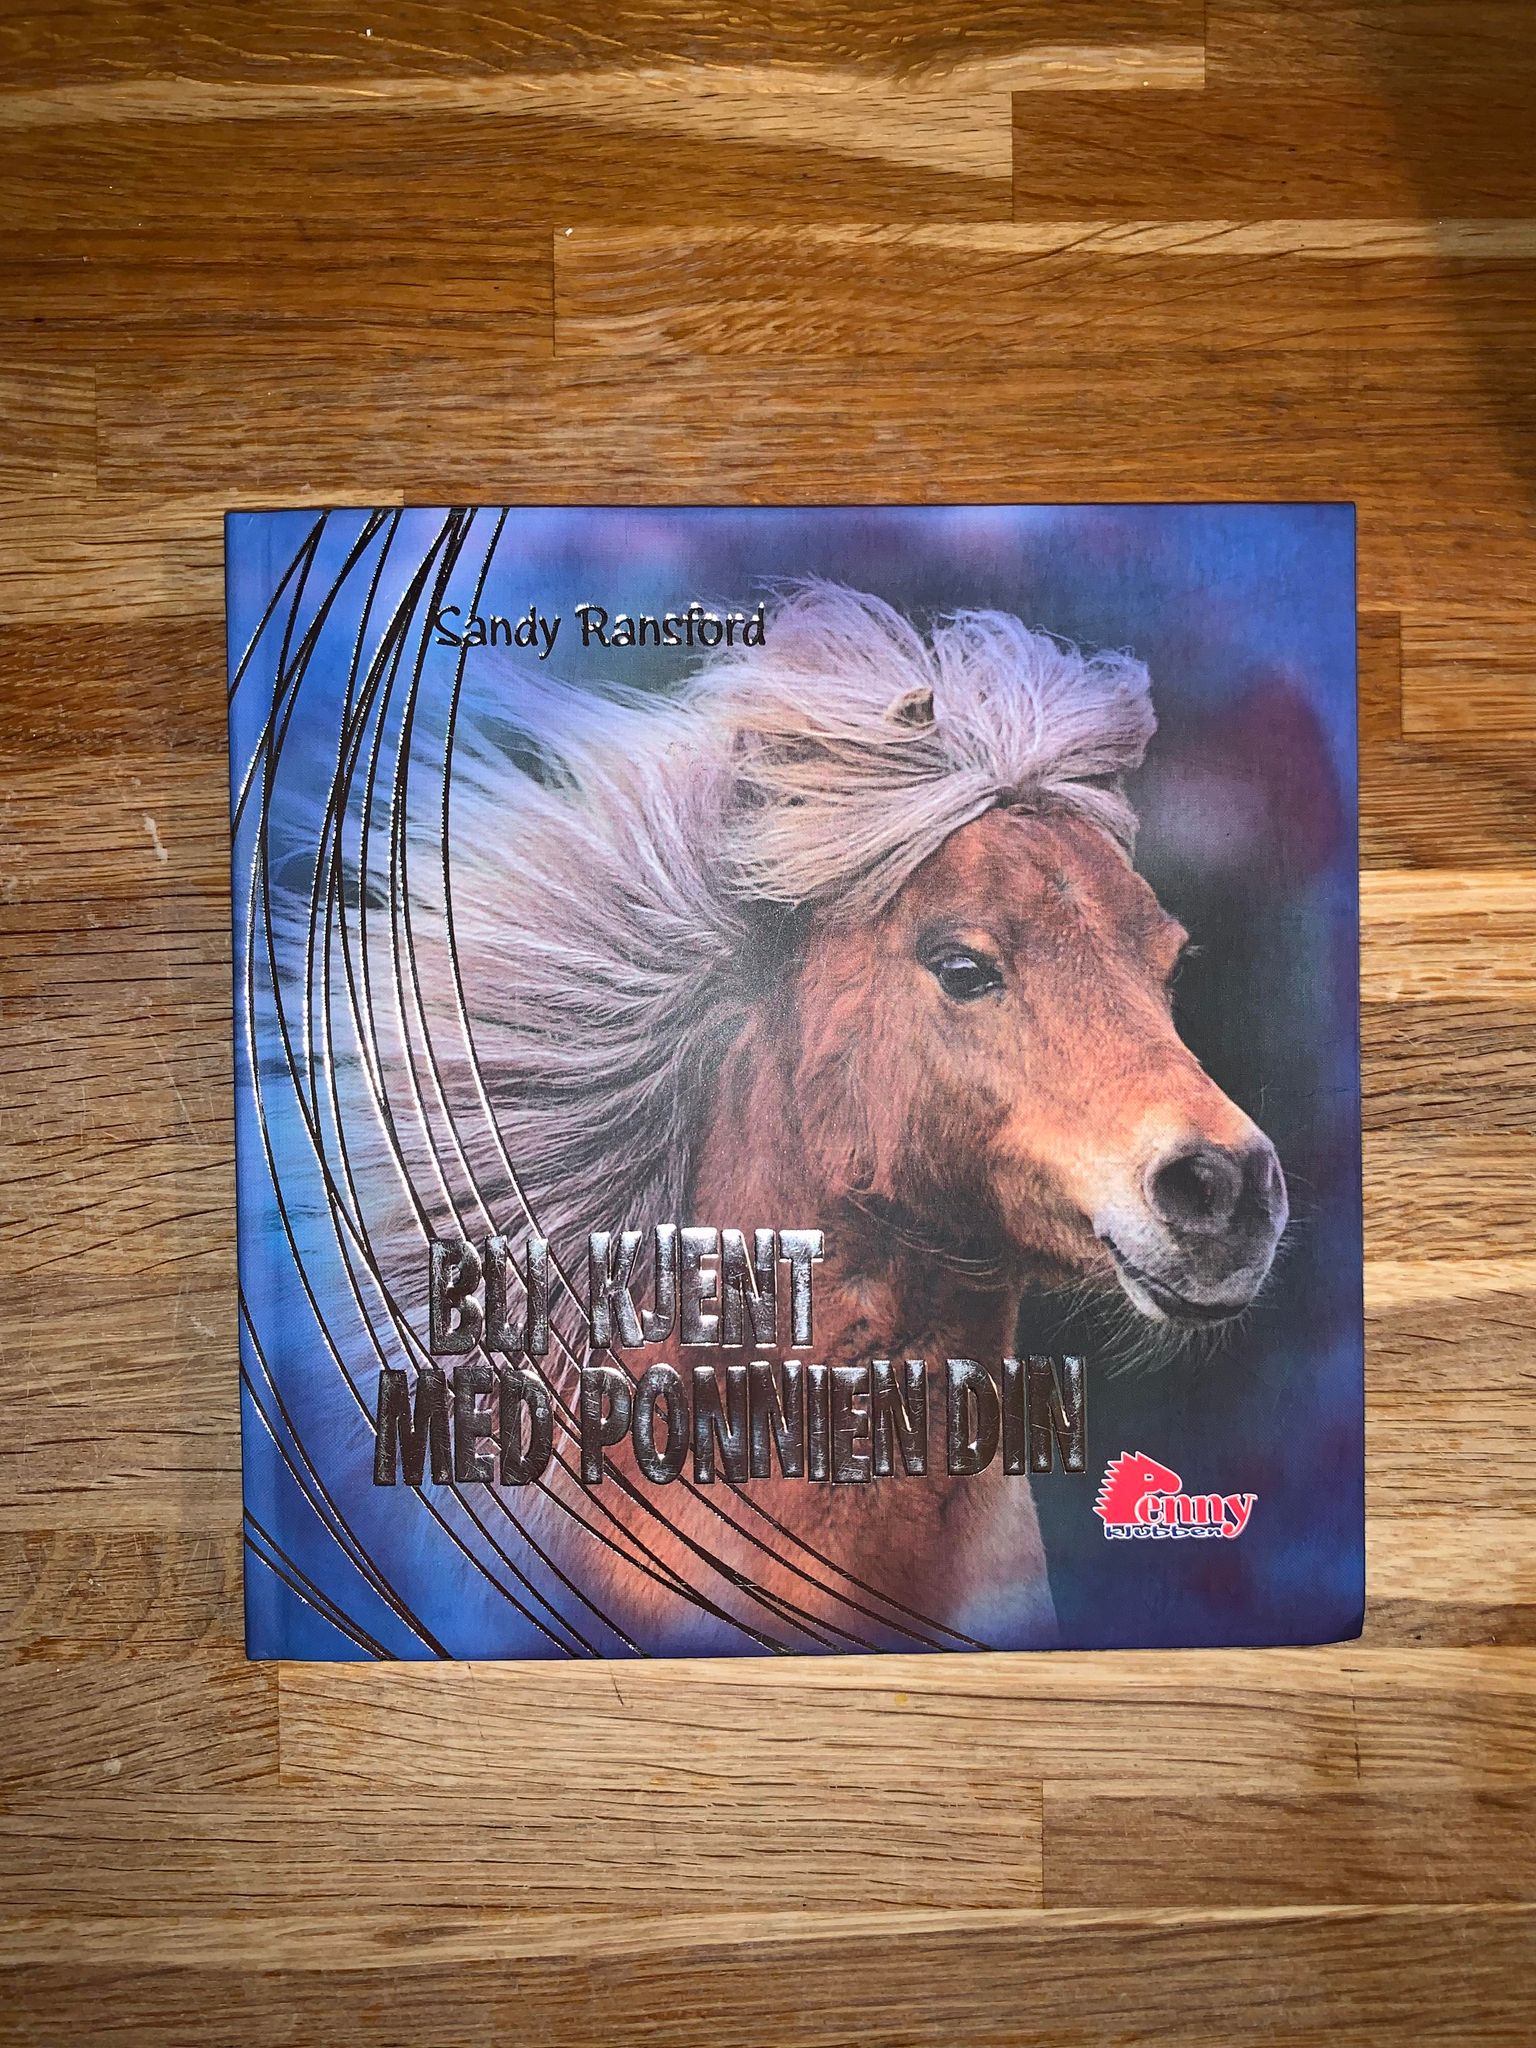 Sandy Ransford
BLI KJENT
MED PONNIEN DIN
Penny
klubben